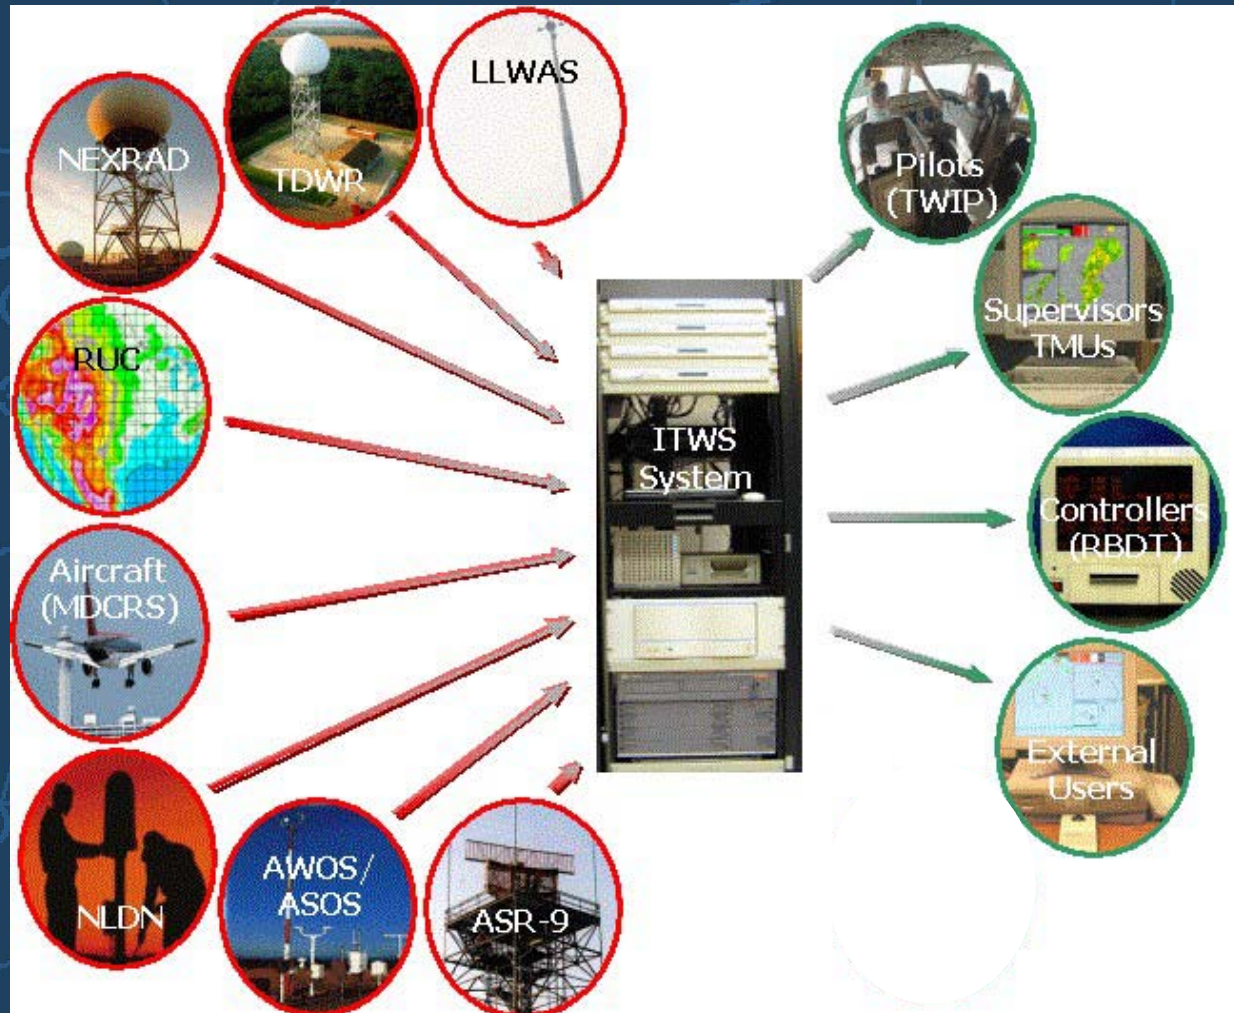 LLWAS
NEXRAD
TDWR
Pilots
(TWIP)
RUC
Supervisors
TMUs
ITWS
System
Aircraft
(MDCRS)
Controllers
(RBDT)
NLDN
AWOS/
ASOS
ASR-9
External
Users